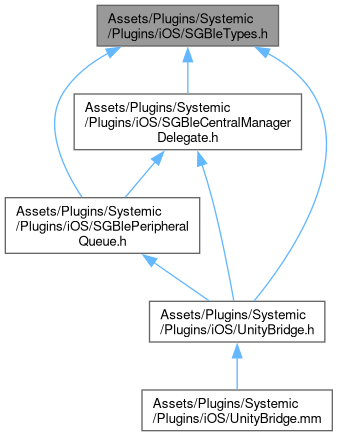 Assets/Plugins/Systemic
/Plugins/iOS/SGBleTypes.h
Assets/Plugins/Systemic
/Plugins/iOS/SGBleCentralManager
Delegate.h
Assets/Plugins/Systemic
/Plugins/iOS/SGBlePeripheral
Queue.h
Assets/Plugins/Systemic
/Plugins/iOS/UnityBridge.h
Assets/Plugins/Systemic
/Plugins/iOS/UnityBridge.mm